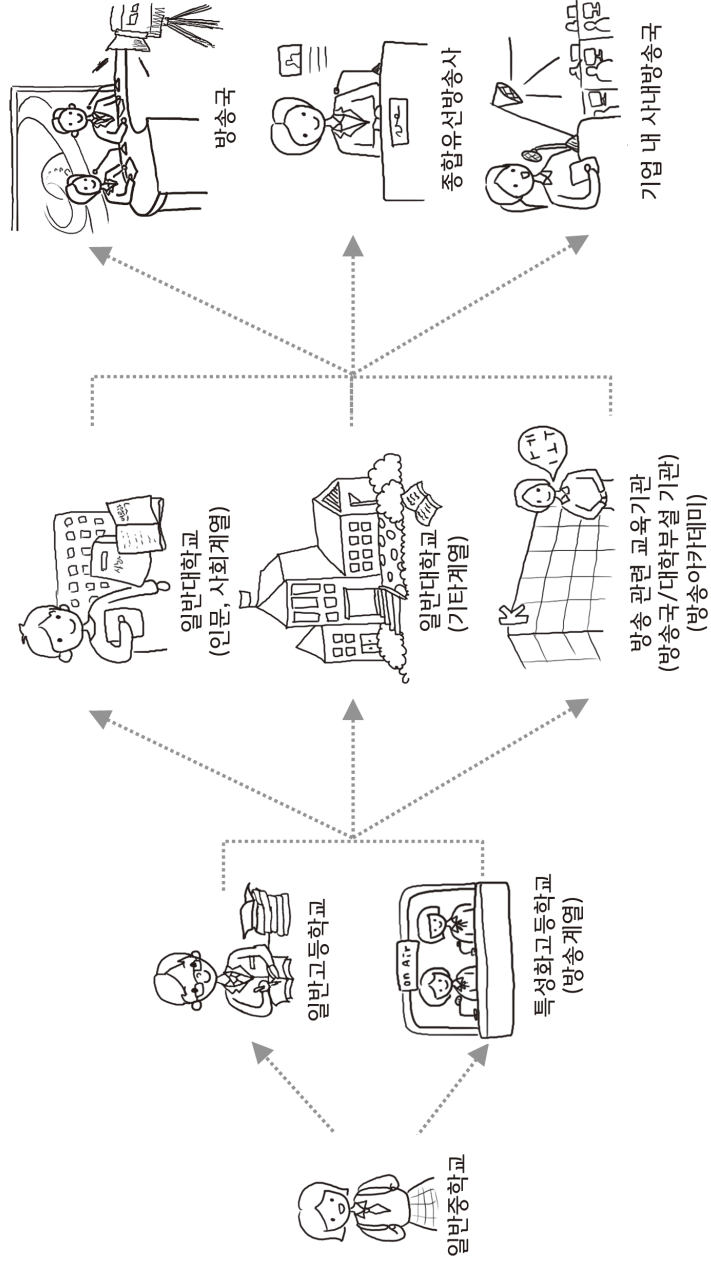 일반중학교
일반고등학교
on Air
특성화고등학교
(방송계열)
일반대학교
(인문, 사회계열)
일반대학교
(기타계열)
방송 관련 교육기관
(방송국/대학부설 기관)
(방송아카데미)
방송국
종합유선방송사
기업 내 사내방송국